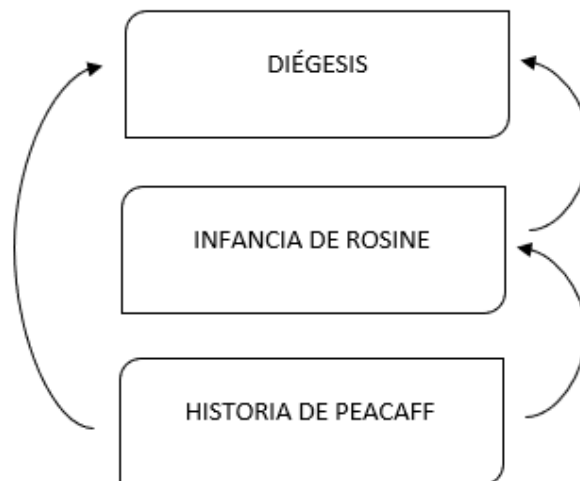 DIÉGESIS
INFANCIA DE ROSINE
HISTORIA DE PEACAFF